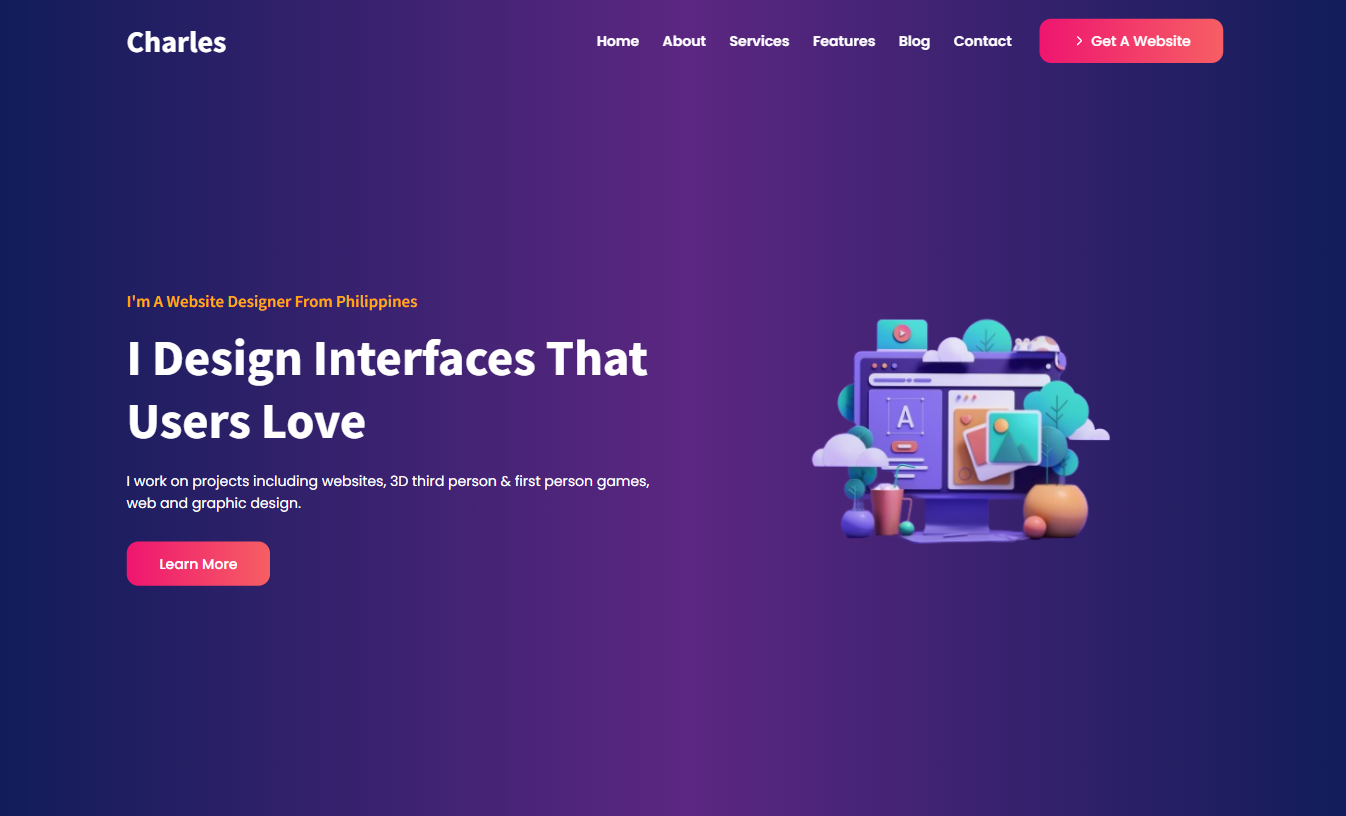 Charles
Home
About
Services
Features
Blog
Contact
Get A Website
I'm A Website Designer From Philippines
I Design Interfaces That
Users Love
A
I work on projects including websites, 3D third person & first person games,
web and graphic design.
Learn More